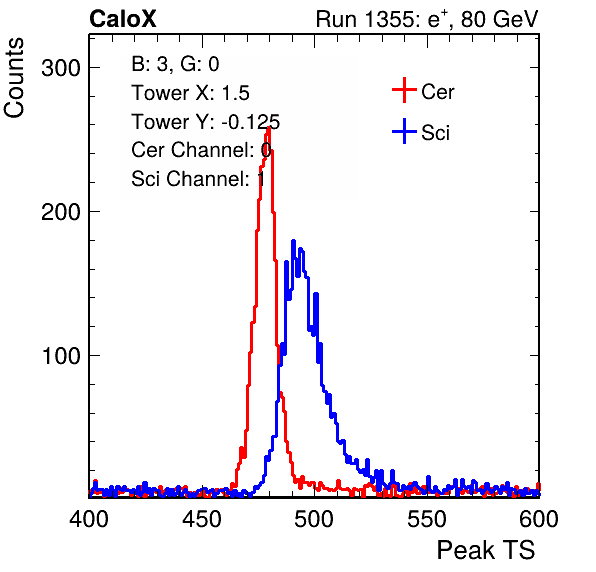 CaloX Run 1355: e⁺, 80 GeV
Counts
B: 3, G: 0
Tower X: 1.5
Tower Y: -0.125
Cer Channel: 0
Sci Channel: 1
Cer
Sci
300
200
100
400 450 500 550 600
Peak TS